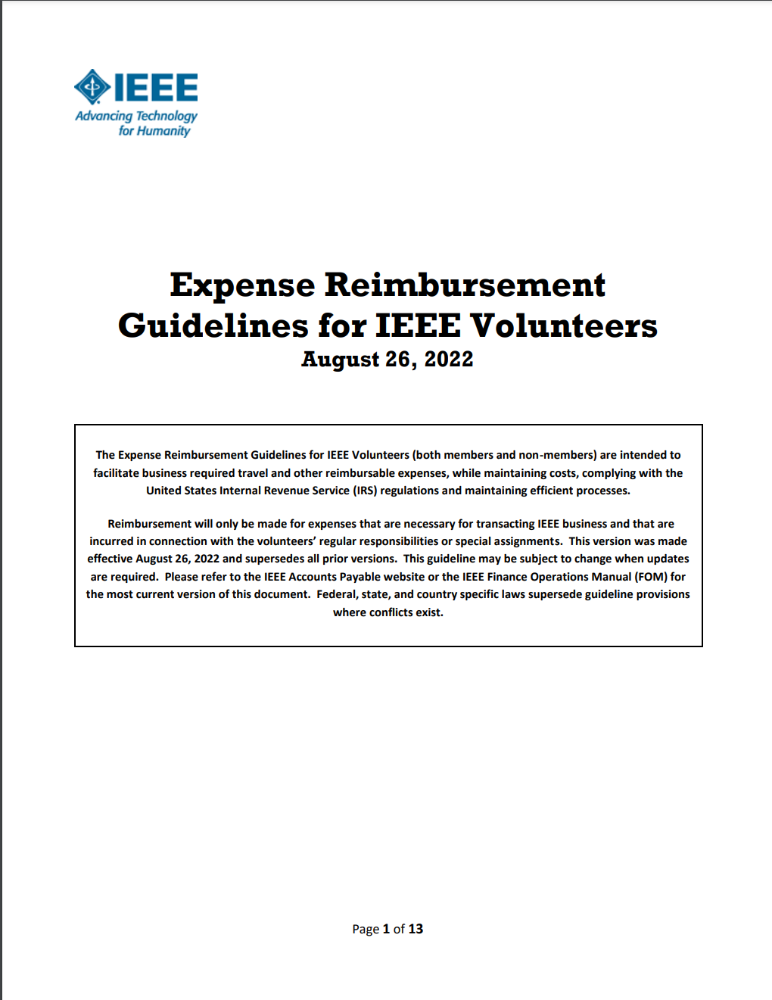 IEEE
Advancing Technology
for Humanity
Expense Reimbursement
Guidelines for IEEE Volunteers
August 26, 2022
The Expense Reimbursement Guidelines for IEEE Volunteers (both members and non-members) are intended to
facilitate business required travel and other reimbursable expenses, while maintaining costs, complying with the
United States Internal Revenue Service (IRS) regulations and maintaining efficient processes.
Reimbursement will only be made for expenses that are necessary for transacting IEEE business and that are
incurred in connection with the volunteers’ regular responsibilities or special assignments.  This version was made
effective August 26, 2022 and supersedes all prior versions.  This guideline may be subject to change when updates
are required.  Please refer to the IEEE Accounts Payable website or the IEEE Finance Operations Manual (FOM) for
the most current version of this document.  Federal, state, and country specific laws supersede guideline provisions
where conflicts exist.
Page 1 of 13